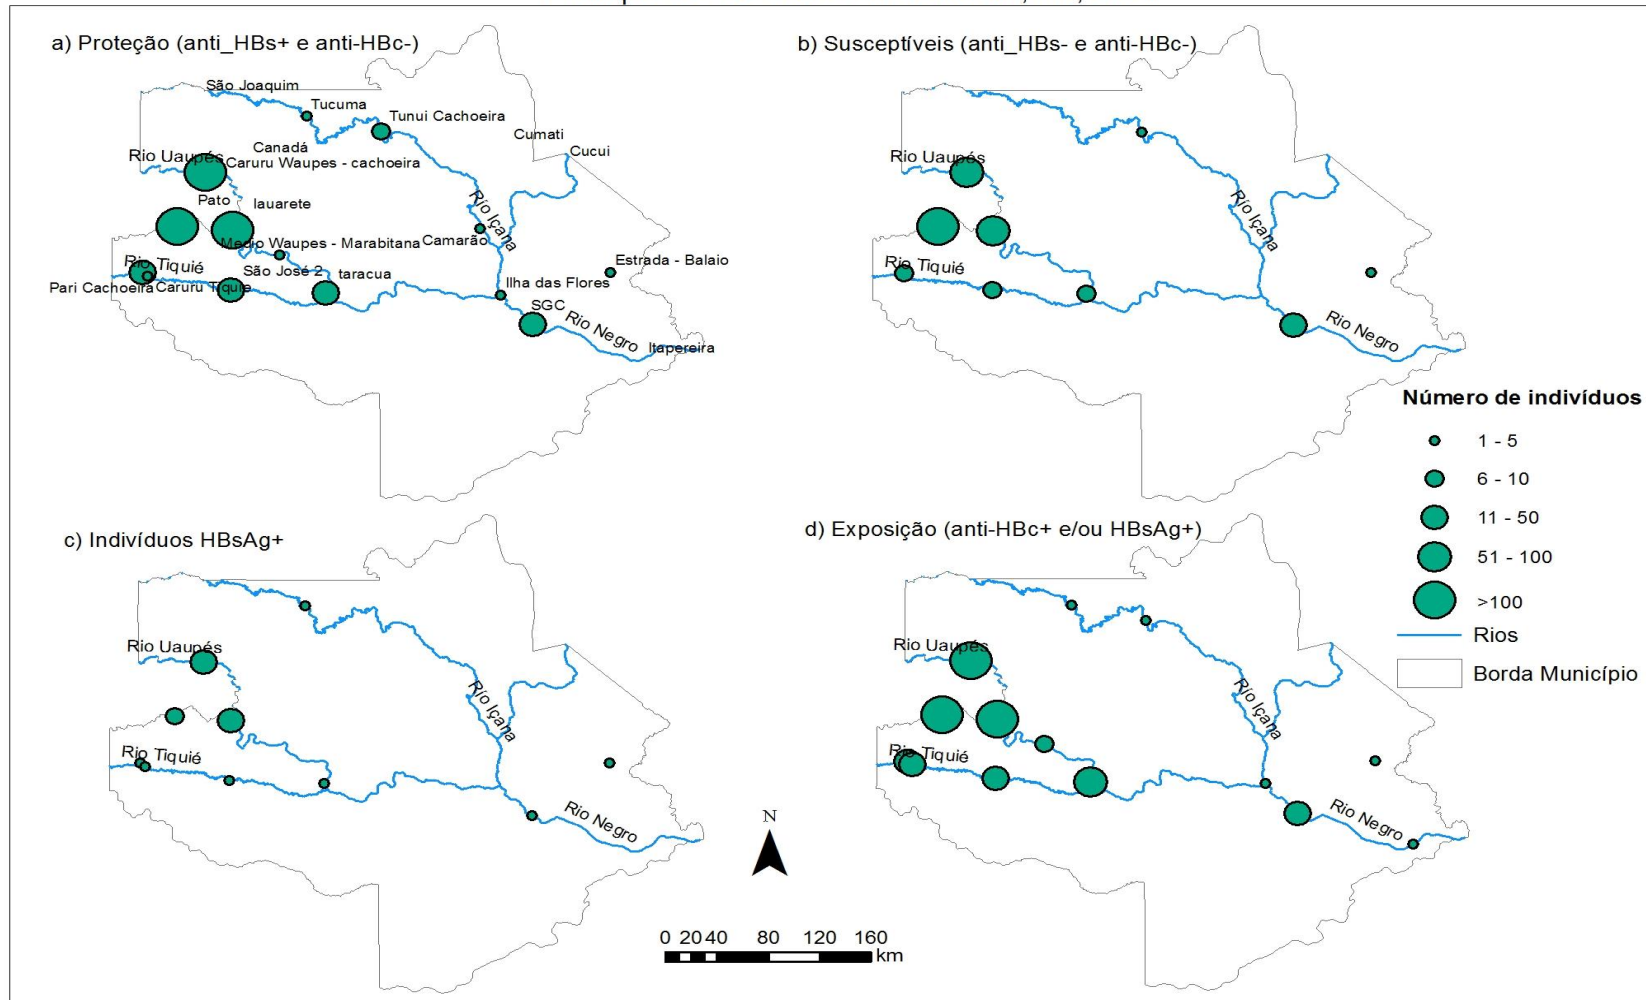 a) Proteção (anti_HBs+ e anti-HBc-)
São Joaquim
Tucuma
Tunui Cachoeira
Canadá
Cumati
Cucui
Rio Uaupés
Caruru Waupes - cachoeira
Pato
Iauarete
Rio Içana
Medio Waupes - Marabitana
Camarão
Estrada - Balaio
Rio Tiquié
São José 2
taracua
Pari Cachoeira
Caruru Tiquie
Ilha das Flores
SGC
Rio Negro
Itapereira
b) Susceptíveis (anti_HBs- e anti-HBc-)
Rio Uaupés
Rio Içana
Rio Tiquié
Rio Negro
Número de indivíduos
1 - 5
6 - 10
11 - 50
51 - 100
>100
Rios
Borda Município
c) Indivíduos HBsAg+
Rio Uaupés
Rio Içana
Rio Tiquié
Rio Negro
d) Exposição (anti-HBc+ e/ou HBsAg+)
Rio Uaupés
Rio Içana
Rio Tiquié
Rio Negro
N
0 20 40 80 120 160
km